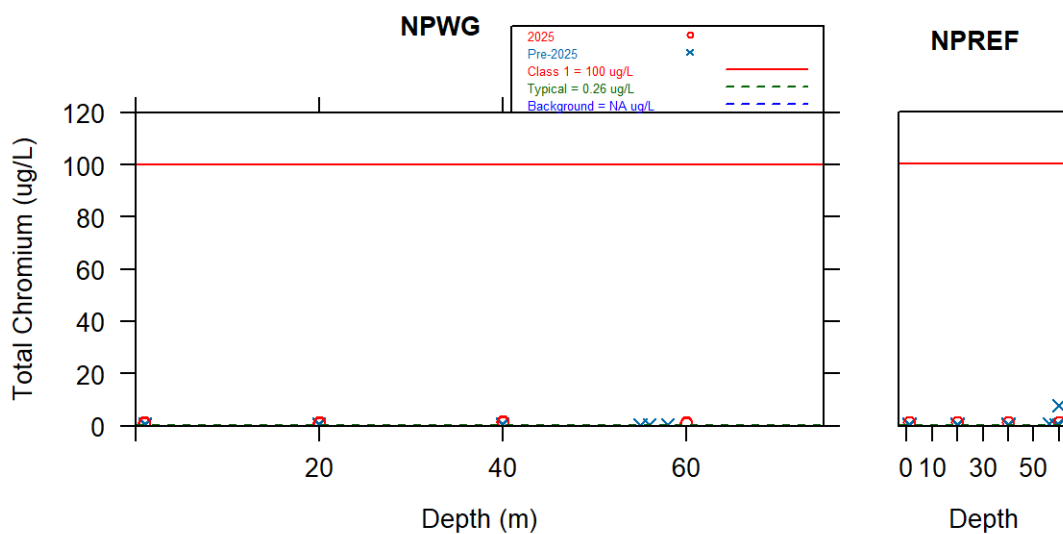 NPWG
NPREF
2025
Pre-2025
Class 1 = 100 ug/L
Typical = 0.26 ug/L
Background = NA ug/L
Total Chromium (ug/L)
120
100
80
60
40
20
0
20 40 60
0 10 30 50
Depth (m)
Depth